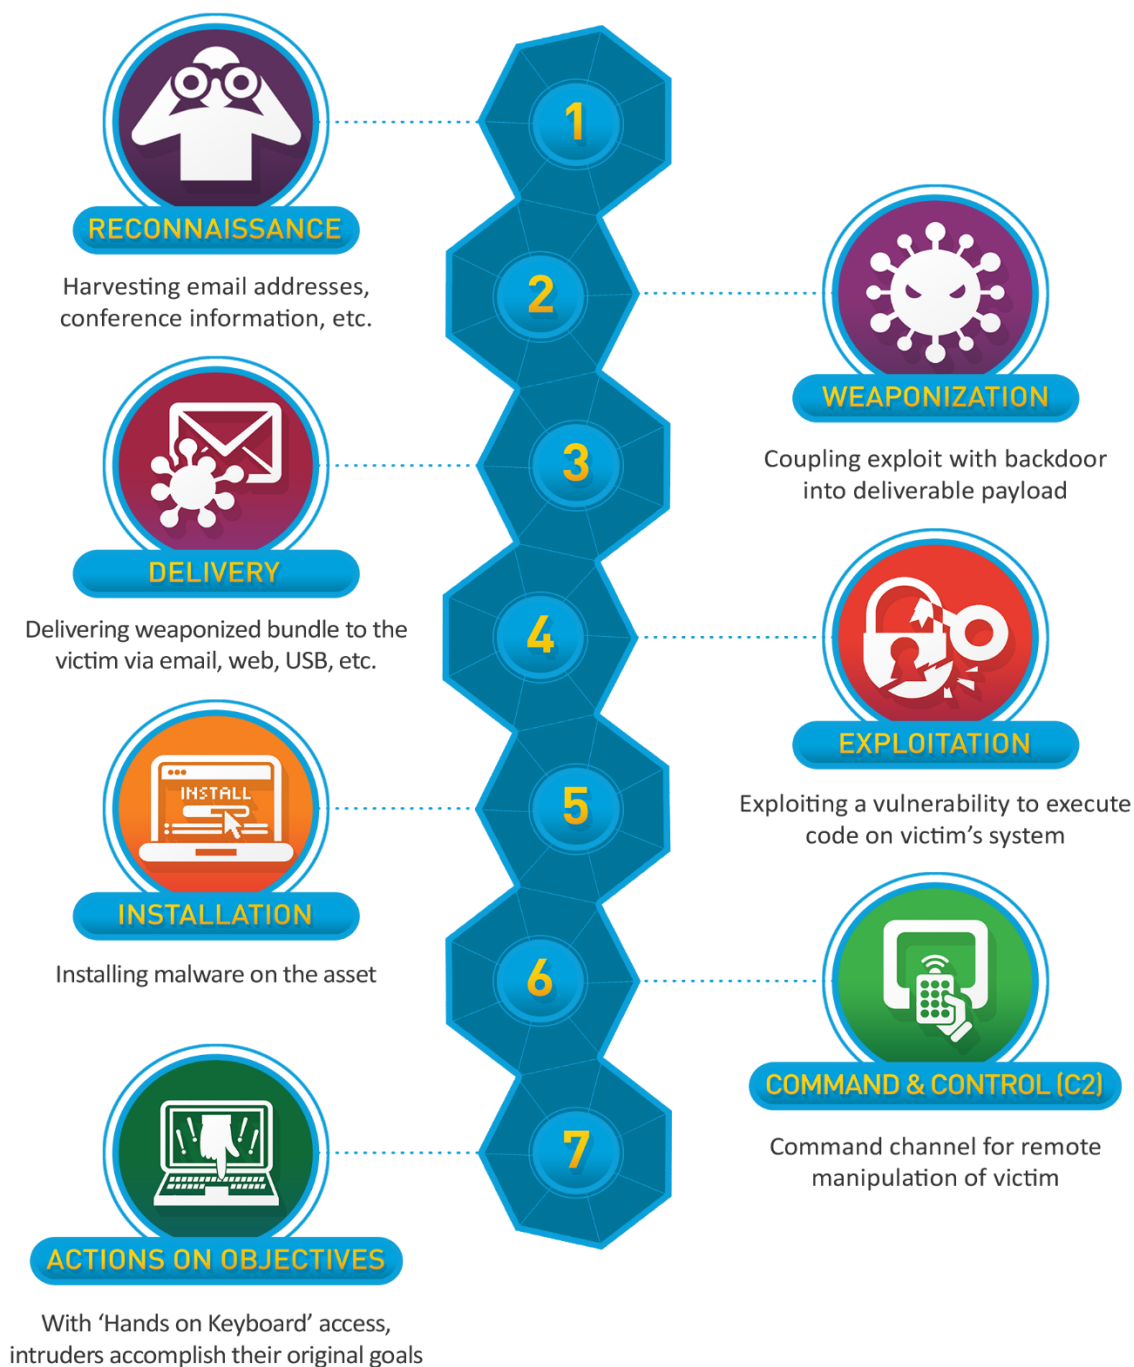 1
RECONNAISSANCE
Harvesting email addresses,
conference information, etc.
2
WEAPONIZATION
Coupling exploit with backdoor
into deliverable payload
3
DELIVERY
Delivering weaponized bundle to the
victim via email, web, USB, etc.
4
EXPLOITATION
Exploiting a vulnerability to execute
code on victim’s system
5
INSTALL
INSTALLATION
Installing malware on the asset
6
COMMAND & CONTROL (C2)
Command channel for remote
manipulation of victim
7
ACTIONS ON OBJECTIVES
With ‘Hands on Keyboard’ access,
intruders accomplish their original goals